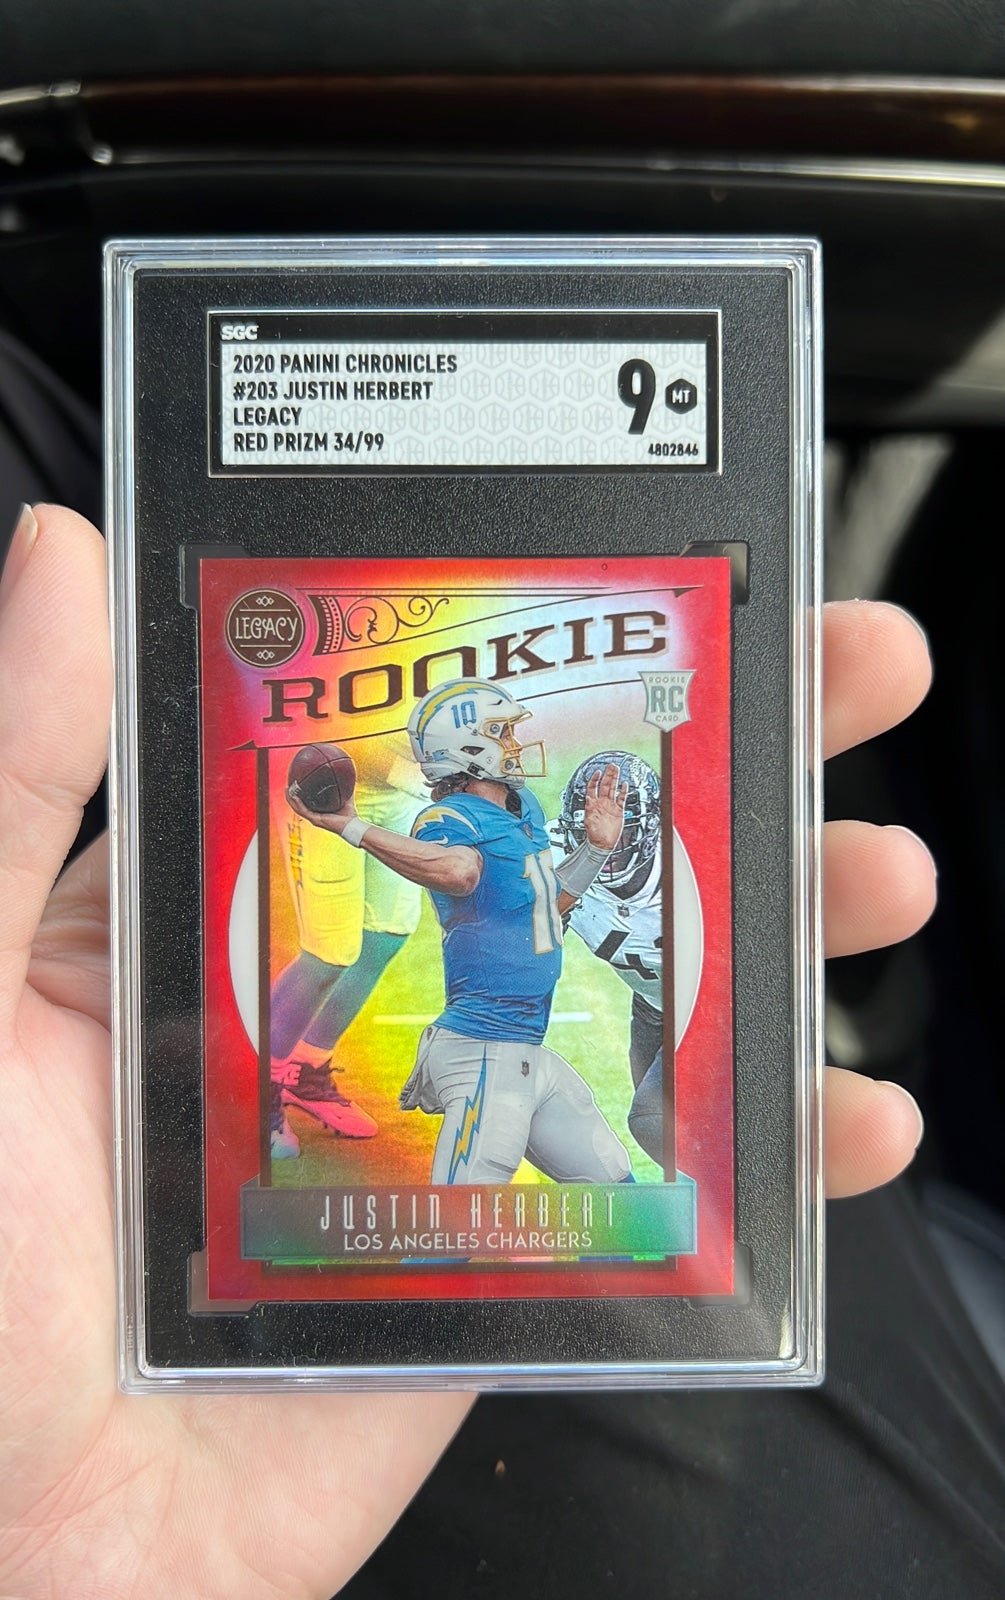 SGC
2020 PANINI CHRONICLES
#203 JUSTIN HERBERT
LEGACY
RED PRIZM 34/99
9
MT
4802846
LEGACY
ROOKIE
ROOKIE
RC
CARD
10
10
4
JUSTIN HERBERT
LOS ANGELES CHARGERS